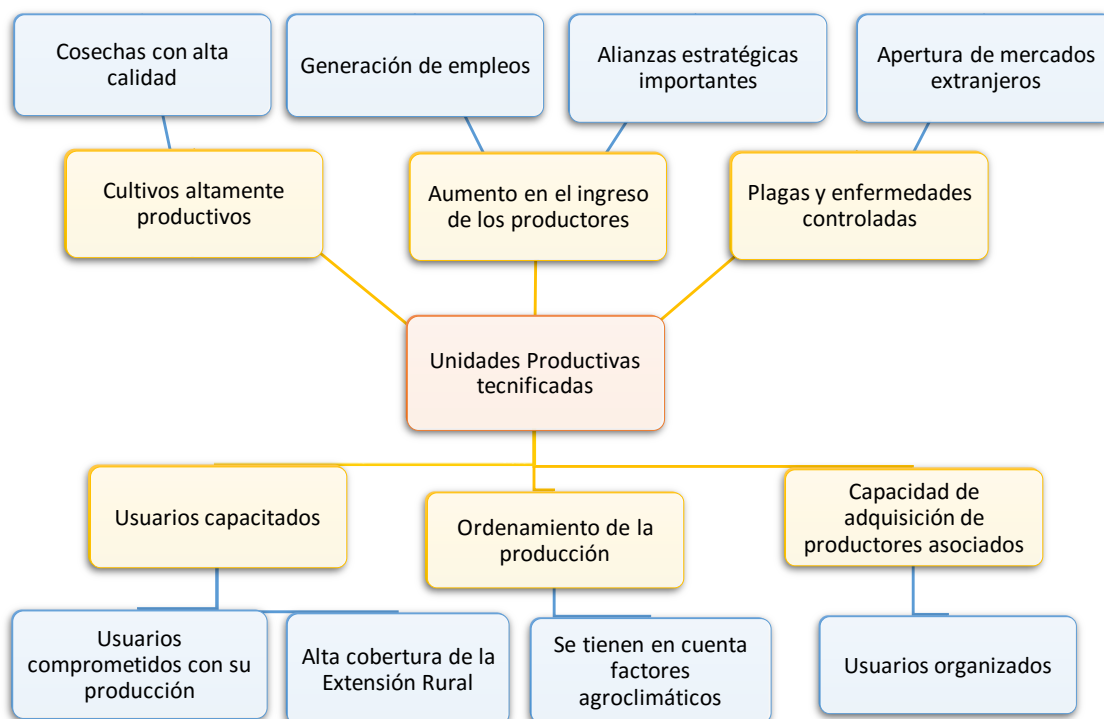 Cosechas con alta
calidad
Generación de empleos
Alianzas estratégicas
importantes
Apertura de mercados
extranjeros
Cultivos altamente
productivos
Aumento en el ingreso
de los productores
Plagas y enfermedades
controladas
Unidades Productivas
tecnificadas
Usuarios capacitados
Ordenamiento de la
producción
Capacidad de
adquisición de
productores asociados
Usuarios
comprometidos con su
producción
Alta cobertura de la
Extensión Rural
Se tienen en cuenta
factores
agroclimáticos
Usuarios organizados